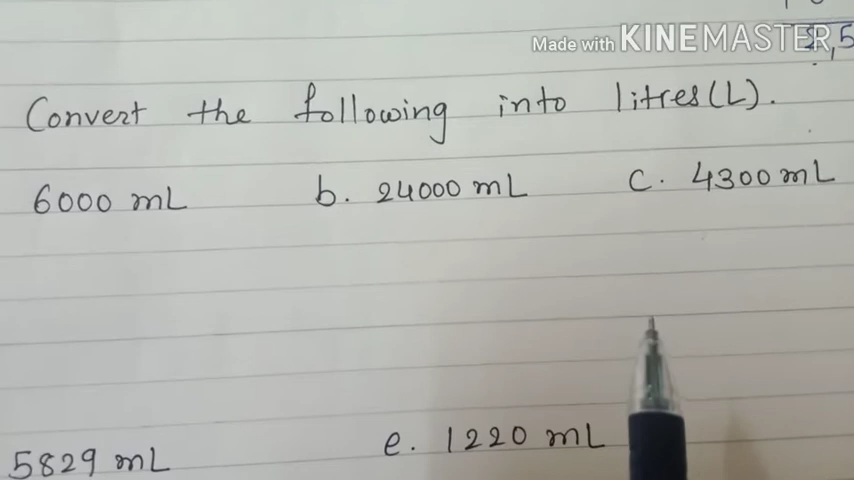 Made with KINEMASTER
Convert the following into litres (L).
6000 mL b. 24000 mL c. 4300 mL
5829 mL e. 1220 mL